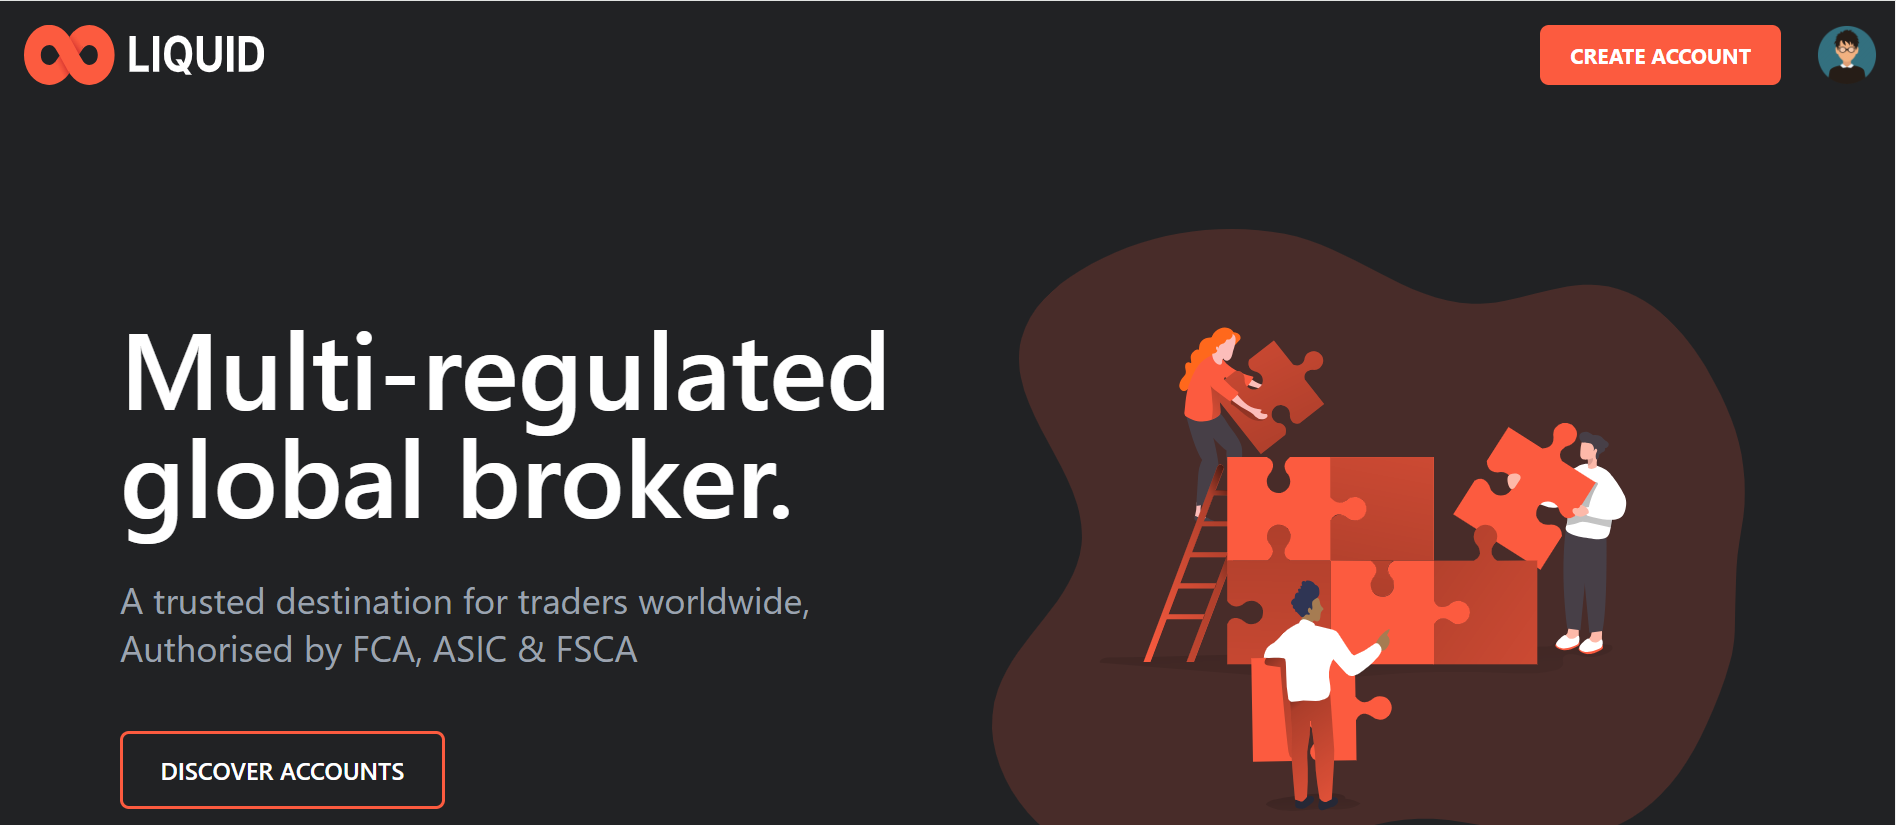 LIQUID
CREATE ACCOUNT
Multi-regulated
global broker.
A trusted destination for traders worldwide,
Authorised by FCA, ASIC & FSCA
DISCOVER ACCOUNTS